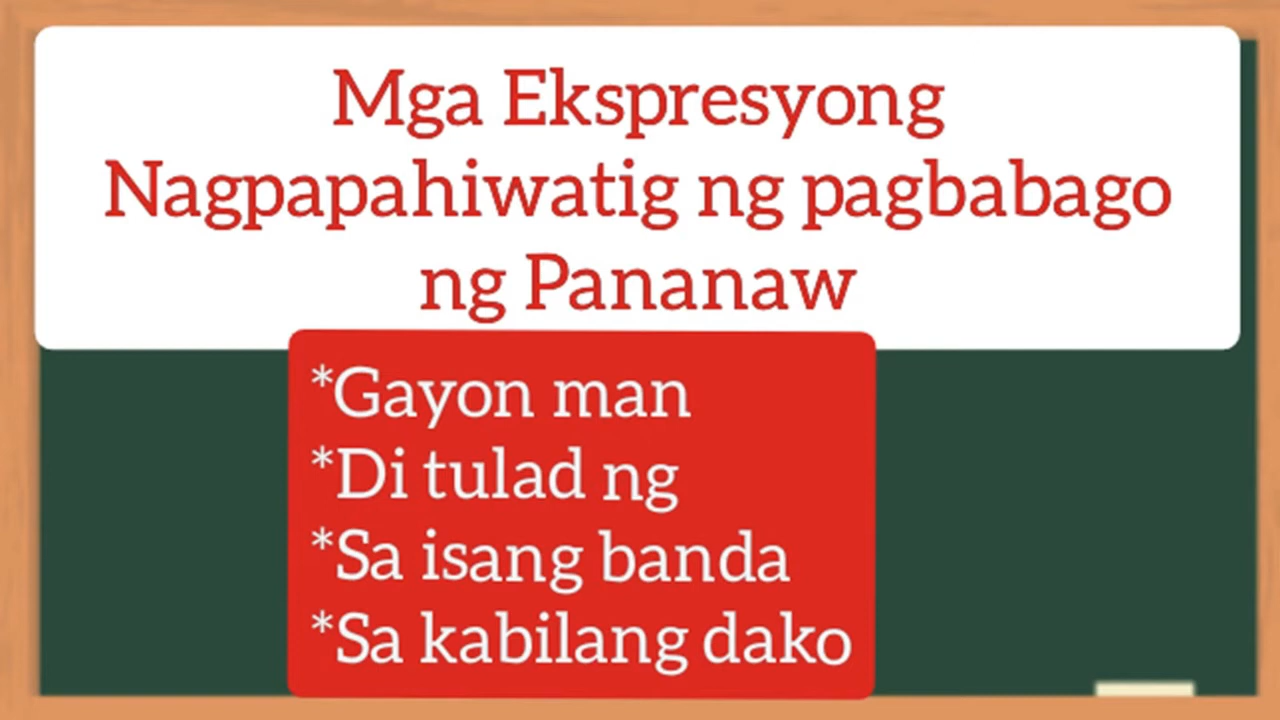 Mga Ekspresyong
Nagpapahiwatig ng pagbabago
ng Pananaw
*Gayon man
*Di tulad ng
*Sa isang banda
*Sa kabilang dako